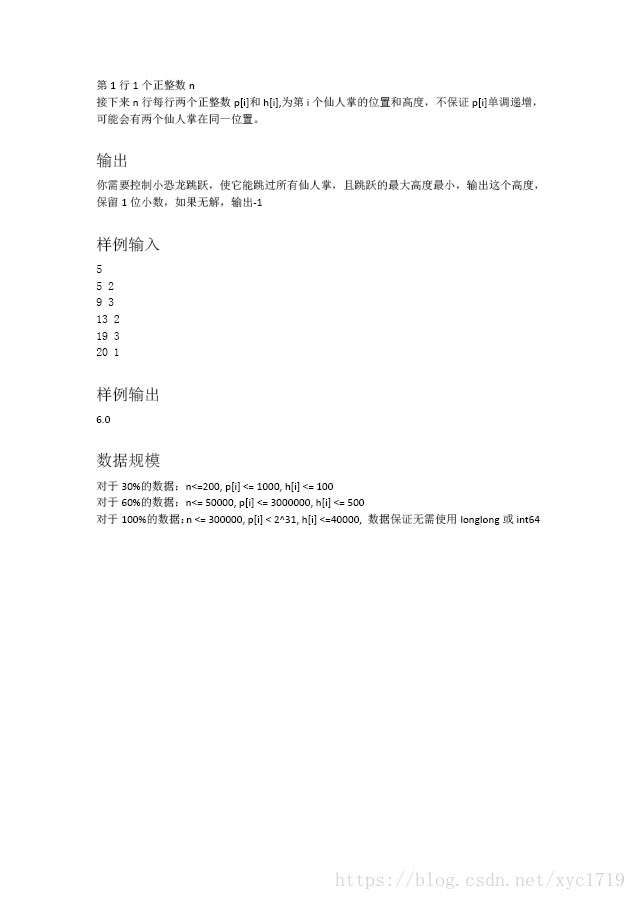 第 1 行 1 个正整数 n
接下来 n 行每行两个正整数 p[i]和 h[i],为第 i 个仙人掌的位置和高度，不保证 p[i]单调递增，
可能会有两个仙人掌在同一位置。
输出
你需要控制小恐龙跳跃，使它能跳过所有仙人掌，且跳跃的最大高度最小，输出这个高度，
保留 1 位小数，如果无解，输出-1
样例输入
5
5 2
9 3
13 2
19 3
20 1
样例输出
6.0
数据规模
对于 30%的数据：n<=200, p[i] <= 1000, h[i] <= 100
对于 60%的数据：n<= 50000, p[i] <= 3000000, h[i] <= 500
对于 100%的数据：n <= 300000, p[i] < 2^31, h[i] <=40000, 数据保证无需使用 longlong 或 int64
https://blog.csdn.net/xyc1719